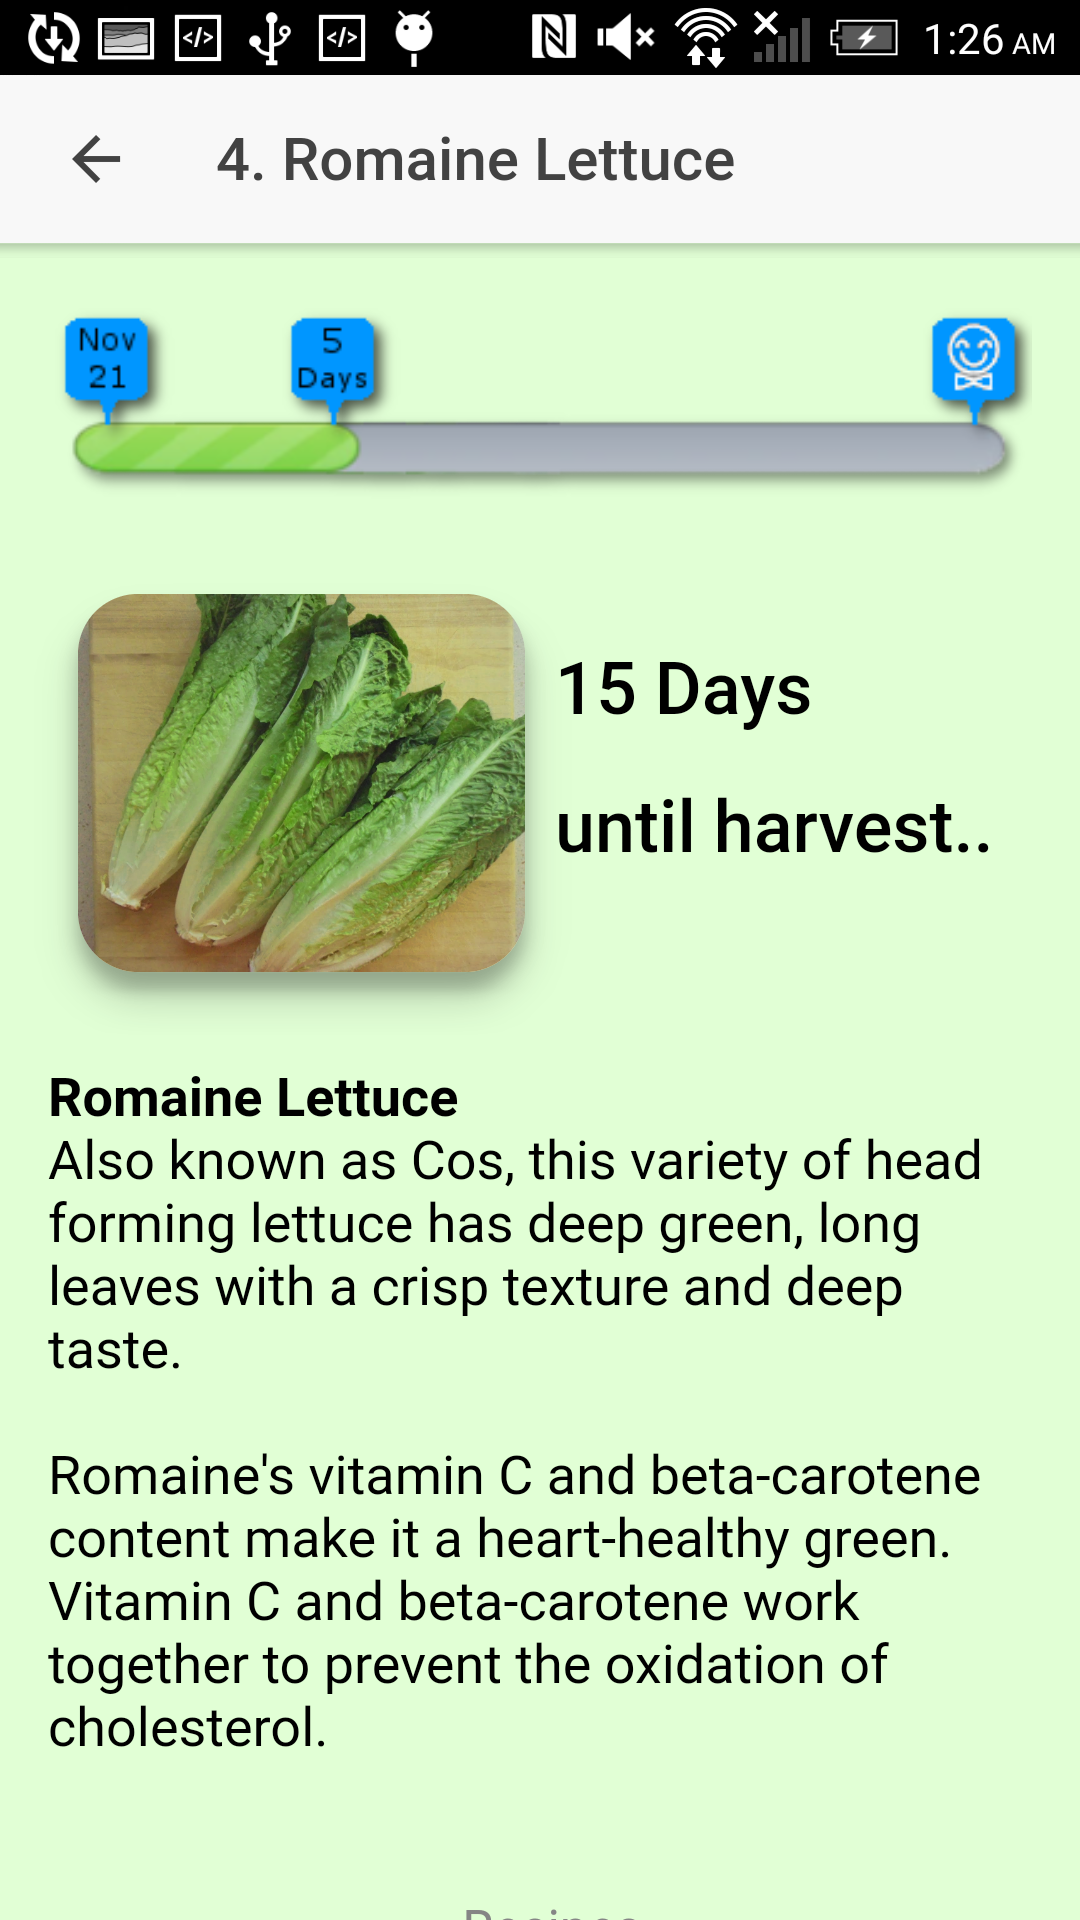 1:26 AM
4. Romaine Lettuce
Nov
21
5
Days
15 Days
until harvest..
Romaine Lettuce
Also known as Cos, this variety of head
forming lettuce has deep green, long
leaves with a crisp texture and deep
taste.
Romaine's vitamin C and beta-carotene
content make it a heart-healthy green.
Vitamin C and beta-carotene work
together to prevent the oxidation of
cholesterol.
Recipes